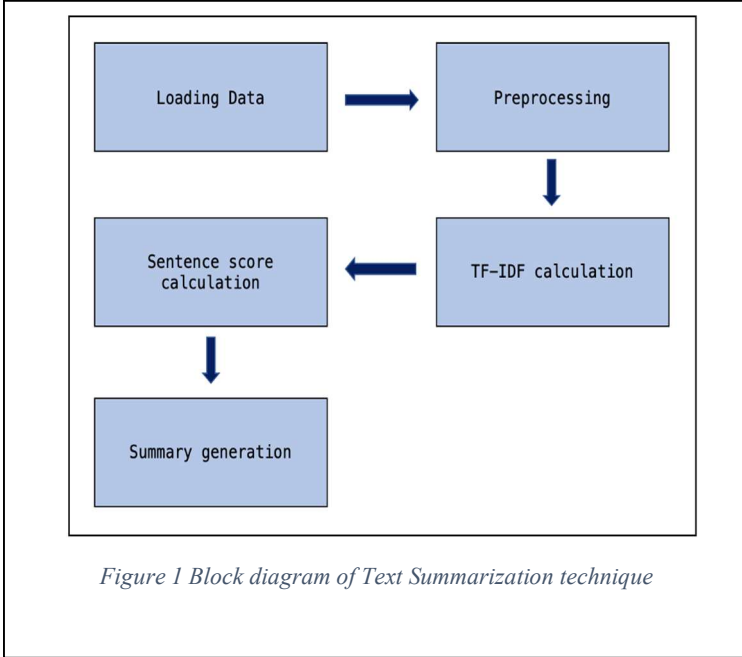 Loading Data
Preprocessing
TF-IDF calculation
Sentence score
calculation
Summary generation
Figure 1 Block diagram of Text Summarization technique